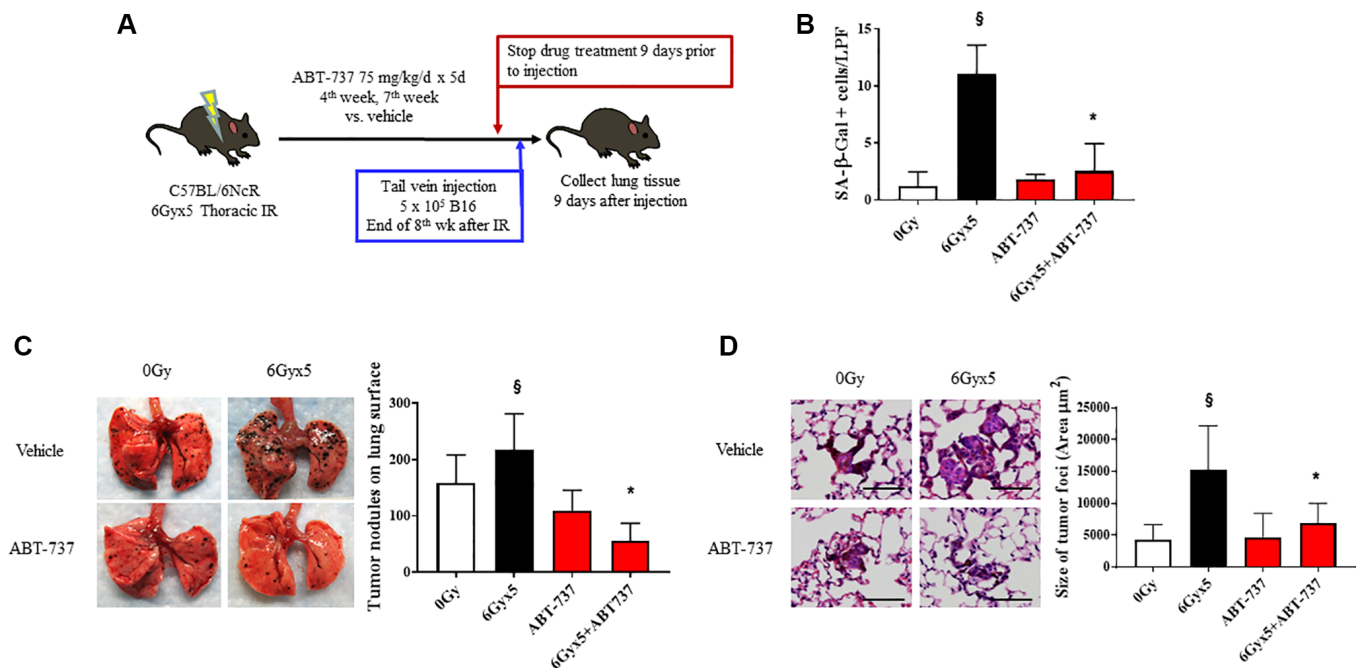 A
ABT-737 75 mg/kg/d x 5d
4th week, 7th week
vs. vehicle
Stop drug treatment 9 days prior
to injection
C57BL/6NcR
6Gyx5 Thoracic IR
Tail vein injection
5 x 10⁵ B16
End of 8th wk after IR
Collect lung tissue
9 days after injection
B
SA-β-Gal + cells/LPF
15
10
5
0
§
*
0Gy
6Gyx5
ABT-737
6Gyx5+ABT-737
C
0Gy
6Gyx5
Vehicle
ABT-737
Tumor nodules on lung surface
300
200
100
0
§
*
0Gy
6Gyx5
ABT-737
6Gyx5+ABT737
D
0Gy
6Gyx5
Vehicle
ABT-737
Size of tumor foci (Area μm²)
25000
20000
15000
10000
5000
0
§
*
0Gy
6Gyx5
ABT-737
6Gyx5+ABT-737